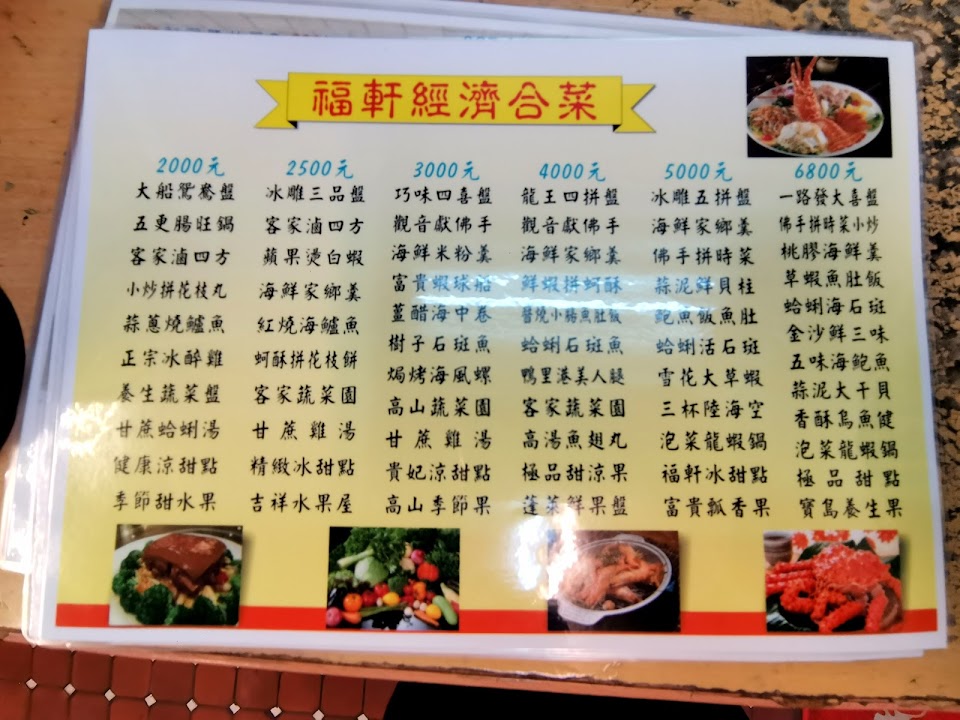 福軒經濟合菜
2000元
大船鴛鴦盤
五更腸旺鍋
客家滷四方
小炒拼花枝丸
蒜蔥燒鱸魚
正宗冰醉雞
養生蔬菜盤
甘蔗蛤蜊湯
健康涼甜點
季節甜水果
2500元
冰雕三品盤
客家滷四方
蘋果燙白蝦
海鮮家鄉羹
紅燒海鱸魚
蚵酥拼花枝餅
客家蔬菜園
甘蔗雞湯
精緻冰甜點
吉祥水果屋
3000元
巧味四喜盤
觀音獻佛手
海鮮米粉羹
富貴蝦球船
薑醋海中卷
樹子石斑魚
焗烤海風螺
高山蔬菜園
甘蔗雞湯
貴妃涼甜點
高山季節果
4000元
龍王四拼盤
觀音獻佛手
海鮮家鄉羹
鮮蝦拼蚵酥
醬燒小豬魚肚飯
蛤蜊石斑魚
鴨里港美人腿
客家蔬菜園
高湯魚翅丸
極品甜涼果
蓬萊鮮果盤
5000元
冰雕五拼盤
海鮮家鄉羹
佛手拼時菜
蒜泥鮮貝柱
鮑魚飯魚肚
蛤蜊活石斑
雪花大草蝦
三杯陸海空
泡菜龍蝦鍋
福軒冰甜點
富貴瓢香果
6800元
一路發大喜盤
佛手拼時菜小炒
桃膠海鮮羹
草蝦魚肚飯
蛤蜊海石斑
金沙鮮三味
五味海鮑魚
蒜泥大干貝
香酥烏魚健
泡菜龍蝦鍋
極品甜點
寶島養生果